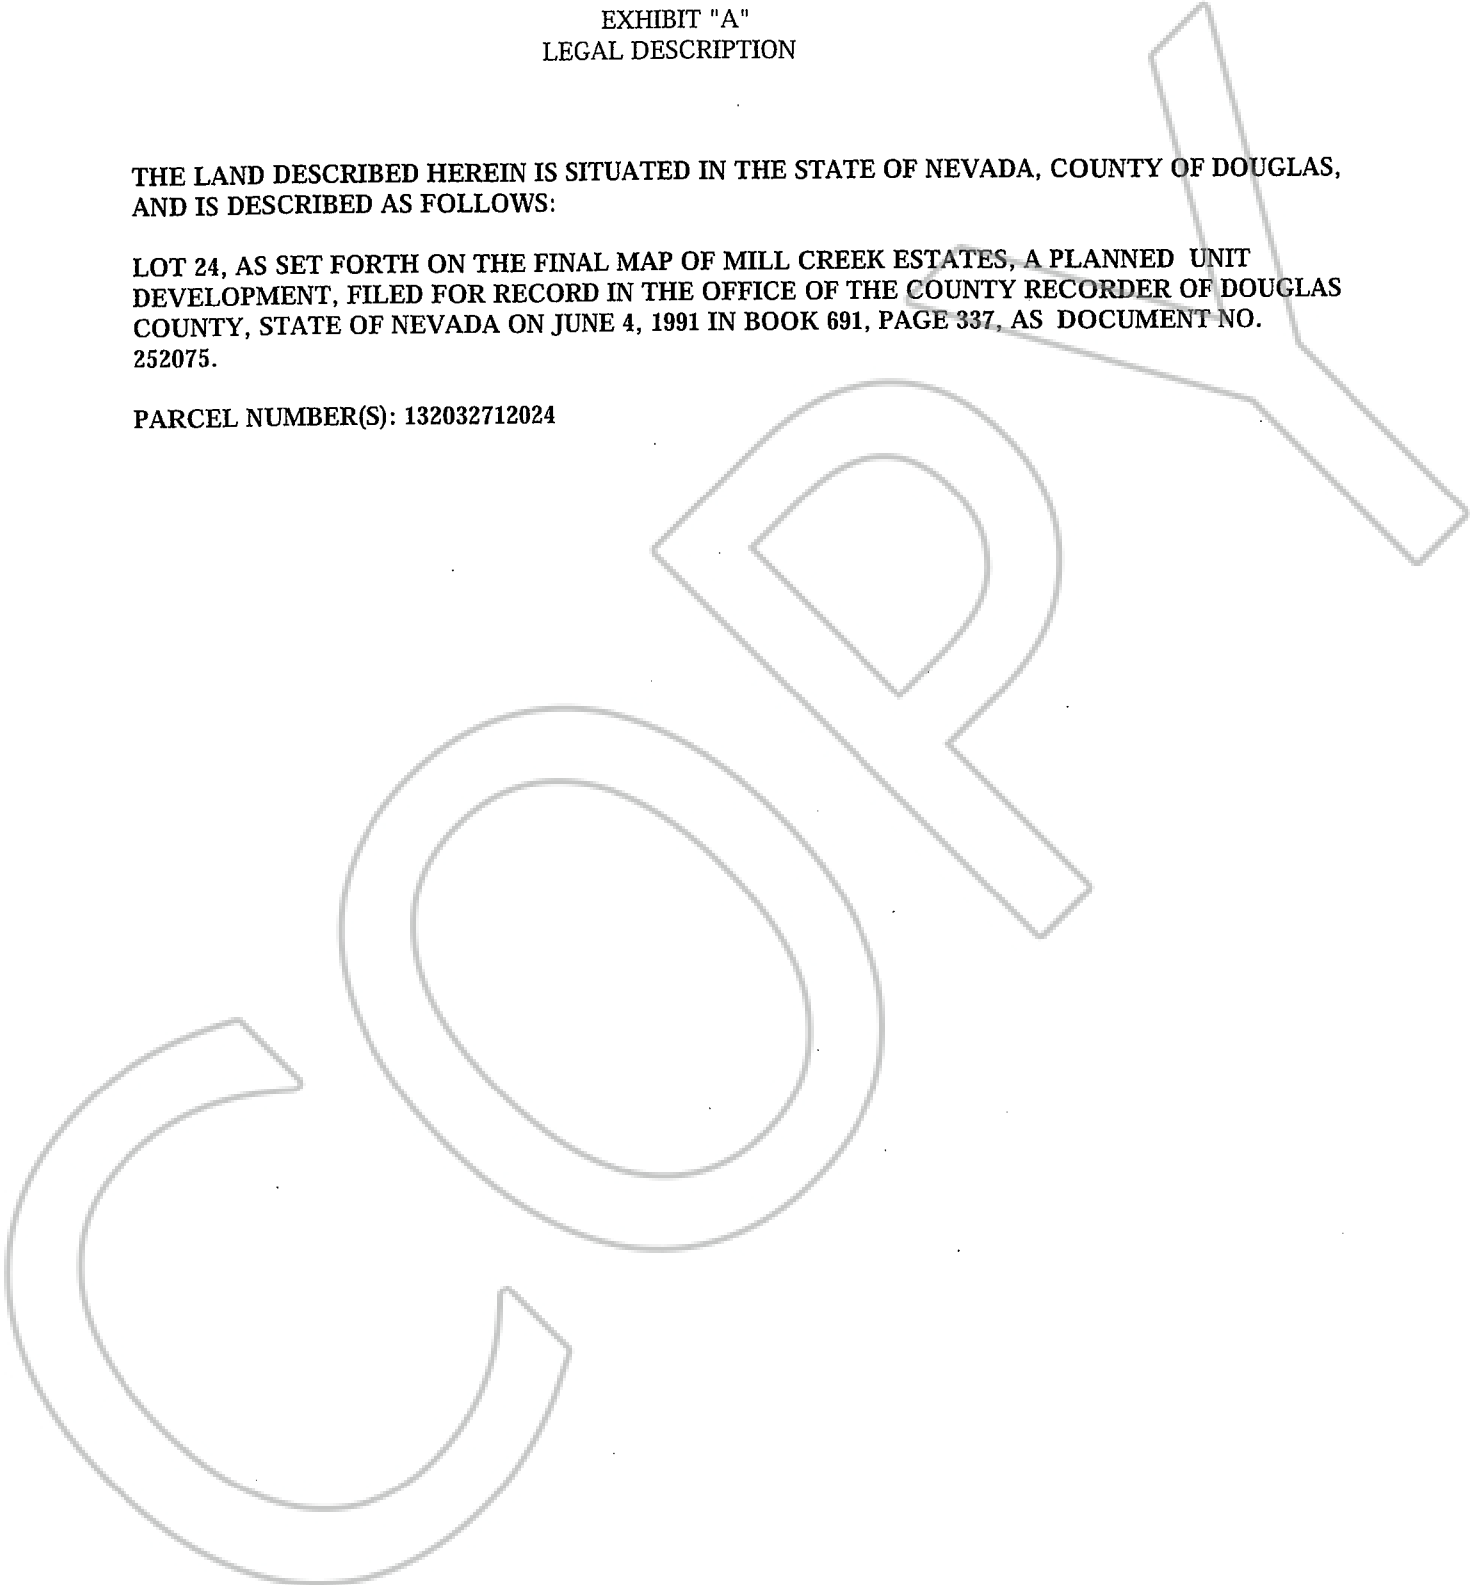 EXHIBIT "A"
LEGAL DESCRIPTION
THE LAND DESCRIBED HEREIN IS SITUATED IN THE STATE OF NEVADA, COUNTY OF DOUGLAS,
AND IS DESCRIBED AS FOLLOWS:
LOT 24, AS SET FORTH ON THE FINAL MAP OF MILL CREEK ESTATES, A PLANNED UNIT
DEVELOPMENT, FILED FOR RECORD IN THE OFFICE OF THE COUNTY RECORDER OF DOUGLAS
COUNTY, STATE OF NEVADA ON JUNE 4, 1991 IN BOOK 691, PAGE 337, AS DOCUMENT NO.
252075.
PARCEL NUMBER(S): 132032712024
COPY